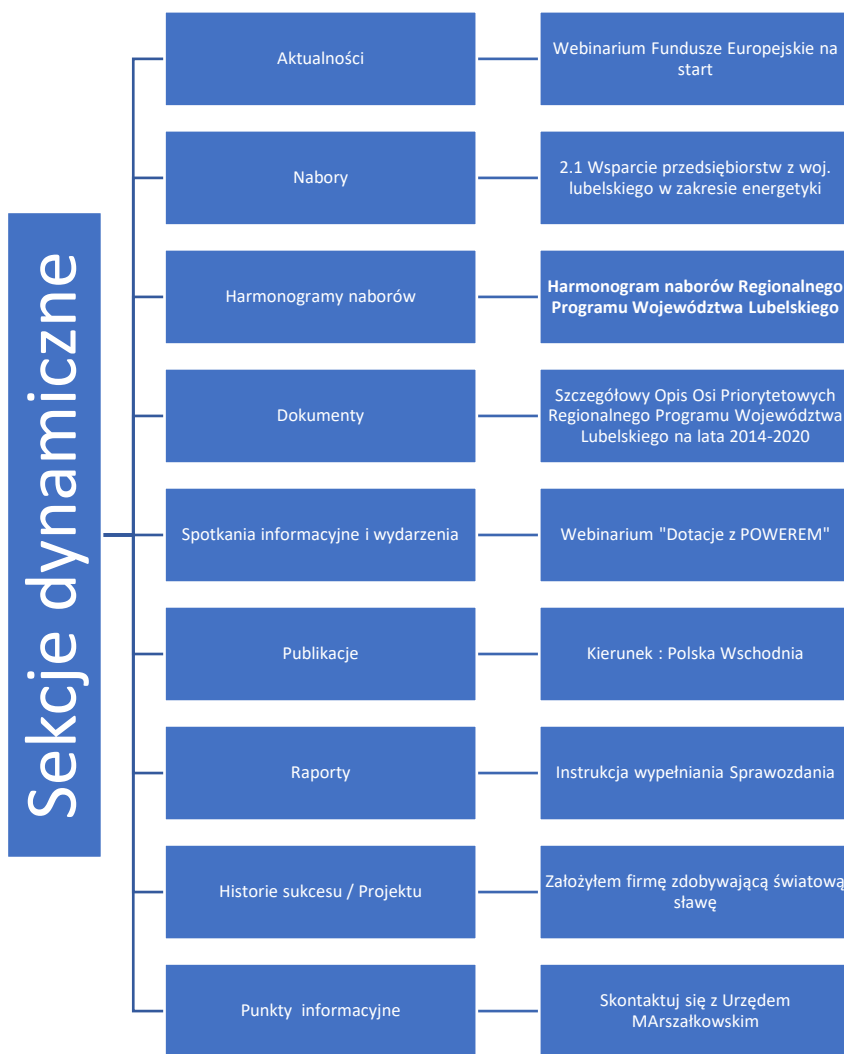 Sekcje dynamiczne
Aktualności
Webinarium Fundusze Europejskie na
start
Nabory
2.1 Wsparcie przedsiębiorstw z woj.
lubelskiego w zakresie energetyki
Harmonogramy naborów
Harmonogram naborów Regionalnego
Programu Województwa Lubelskiego
Dokumenty
Szczegółowy Opis Osi Priorytetowych
Regionalnego Programu Województwa
Lubelskiego na lata 2014-2020
Spotkania informacyjne i wydarzenia
Webinarium "Dotacje z POWEREM"
Publikacje
Kierunek : Polska Wschodnia
Raporty
Instrukcja wypełniania Sprawozdania
Historie sukcesu / Projektu
Założyłem firmę zdobywającą światową
sławę
Punkty  informacyjne
Skontaktuj się z Urzędem
MArszałkowskim